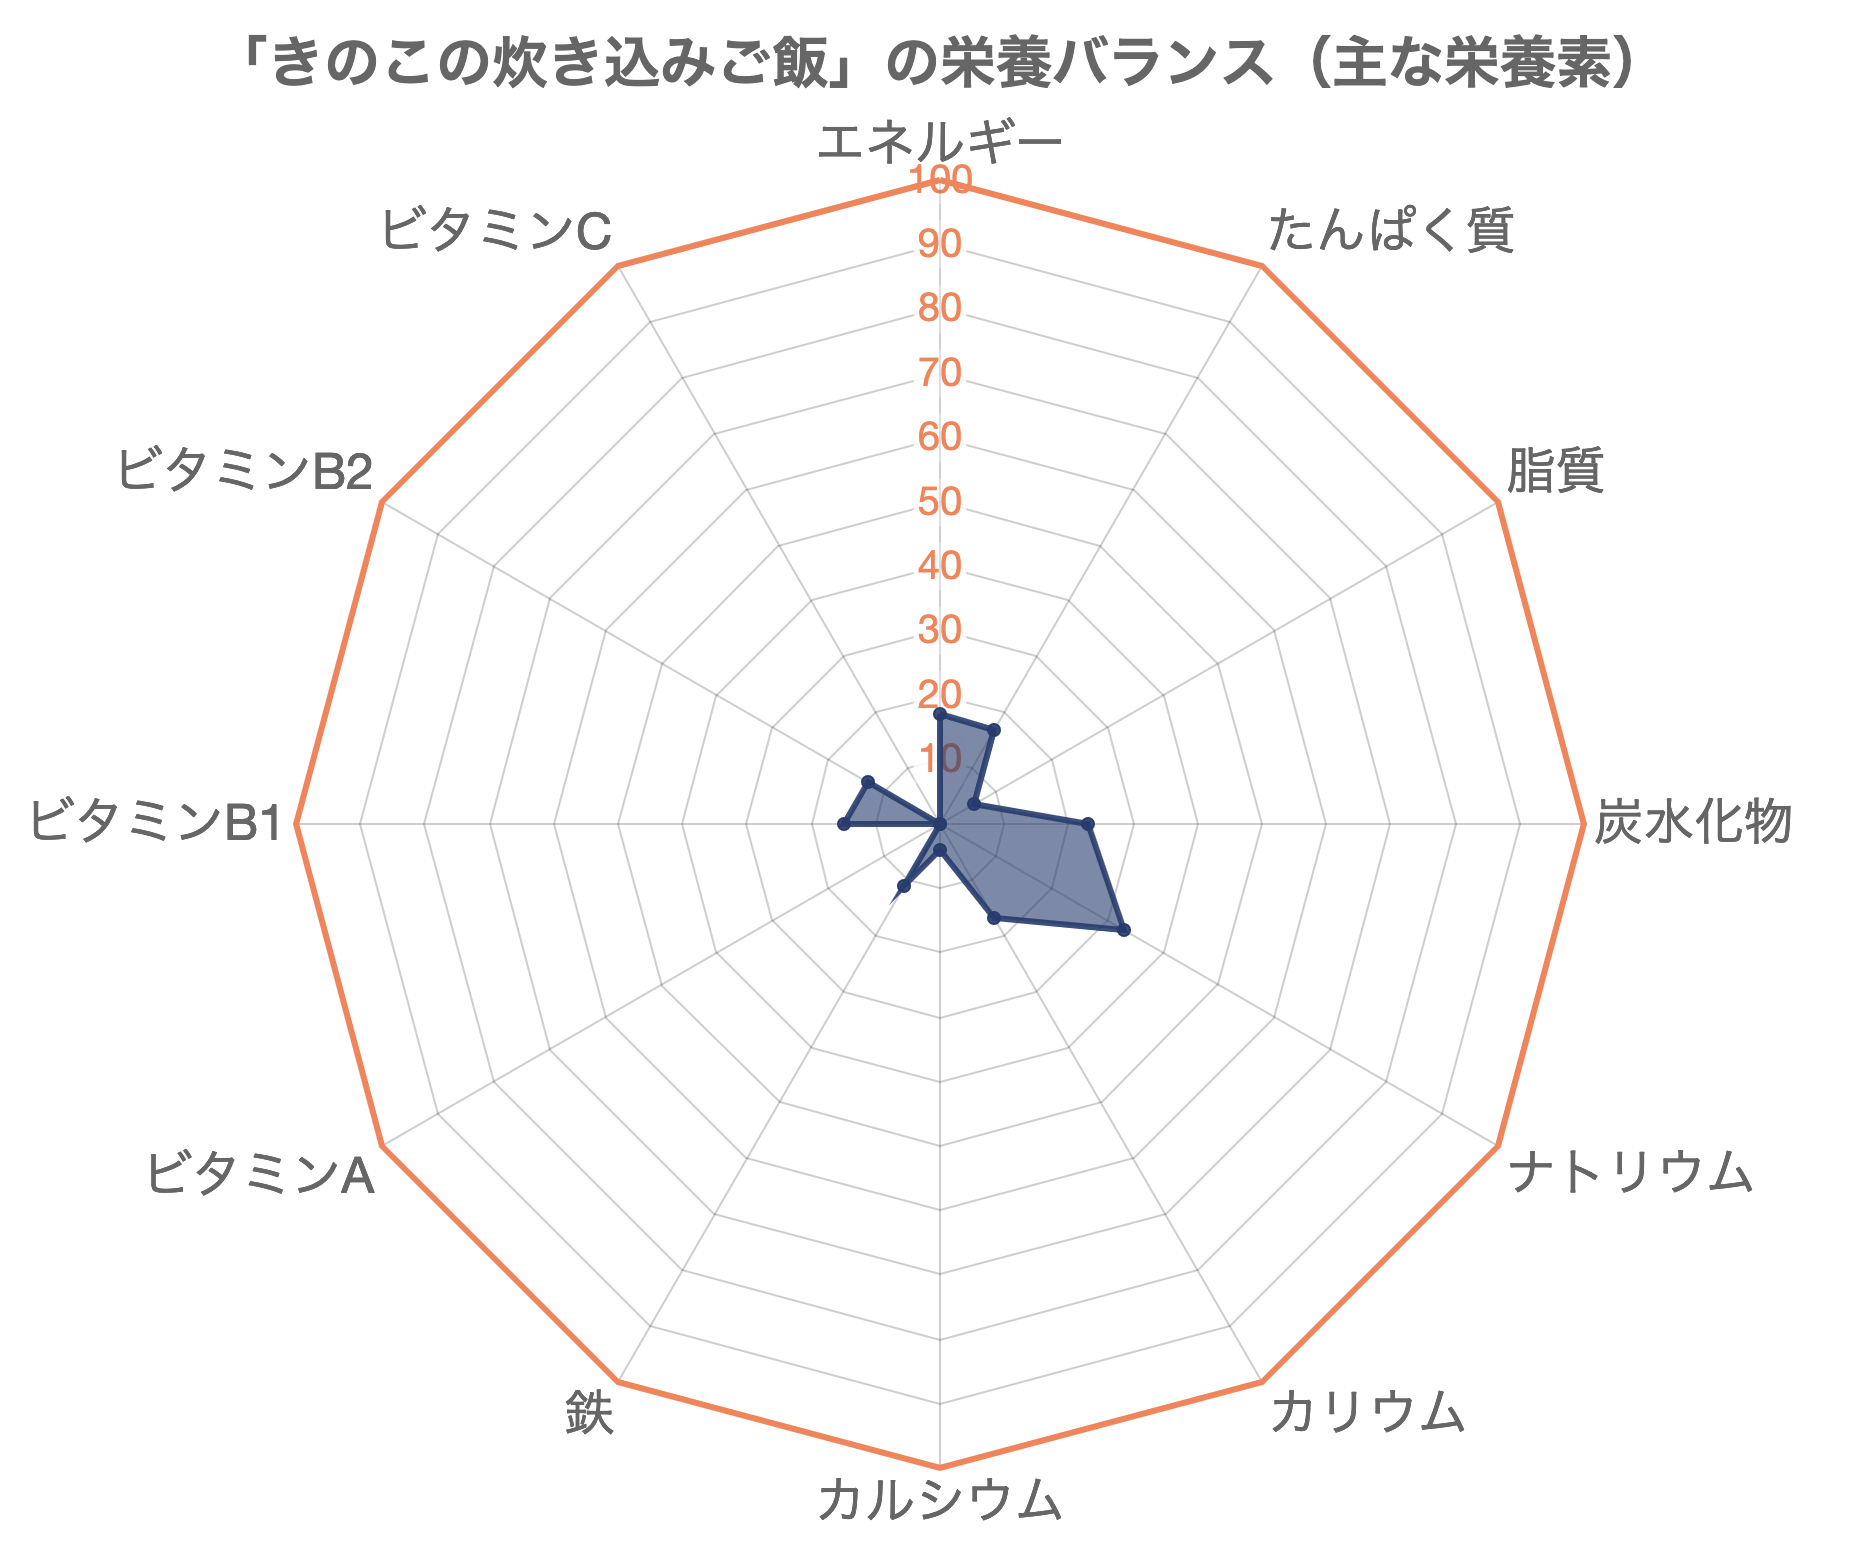 「きのこの炊き込みご飯」の栄養バランス（主な栄養素）
エネルギー
たんぱく質
脂質
炭水化物
ナトリウム
カリウム
カルシウム
鉄
ビタミンA
ビタミンB1
ビタミンB2
ビタミンC
100
90
80
70
60
50
40
30
20
10